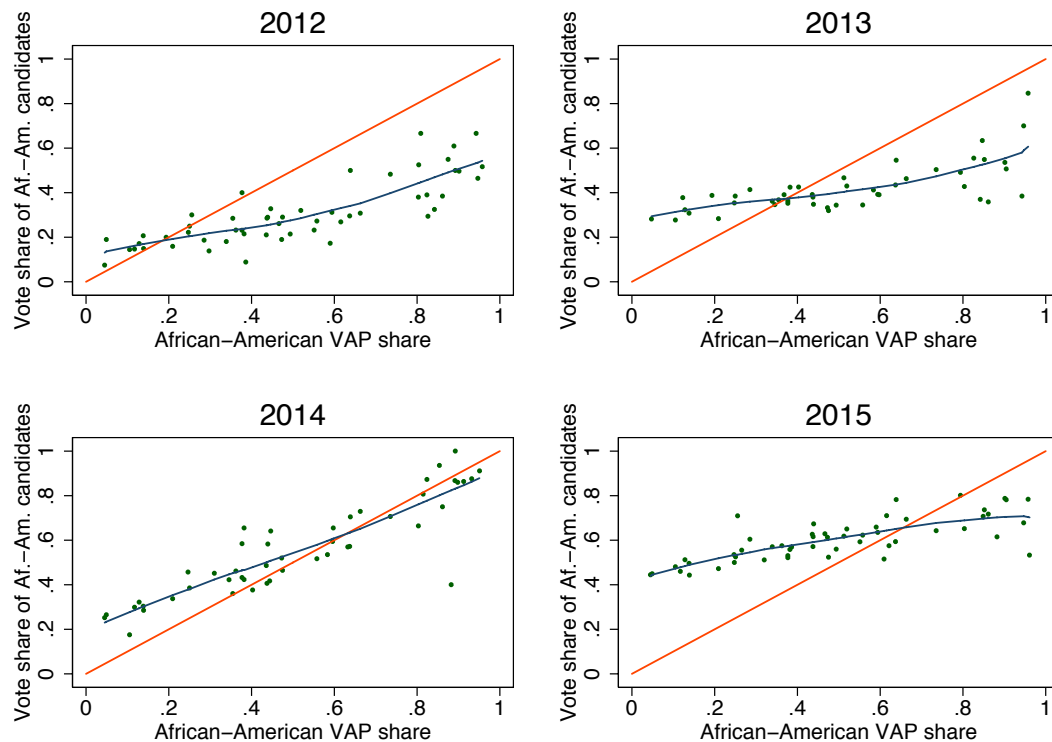 2012
Vote share of Af.−Am. candidates
0 .2 .4 .6 .8 1
0 .2 .4 .6 .8 1
African−American VAP share
2013
Vote share of Af.−Am. candidates
0 .2 .4 .6 .8 1
0 .2 .4 .6 .8 1
African−American VAP share
2014
Vote share of Af.−Am. candidates
0 .2 .4 .6 .8 1
0 .2 .4 .6 .8 1
African−American VAP share
2015
Vote share of Af.−Am. candidates
0 .2 .4 .6 .8 1
0 .2 .4 .6 .8 1
African−American VAP share